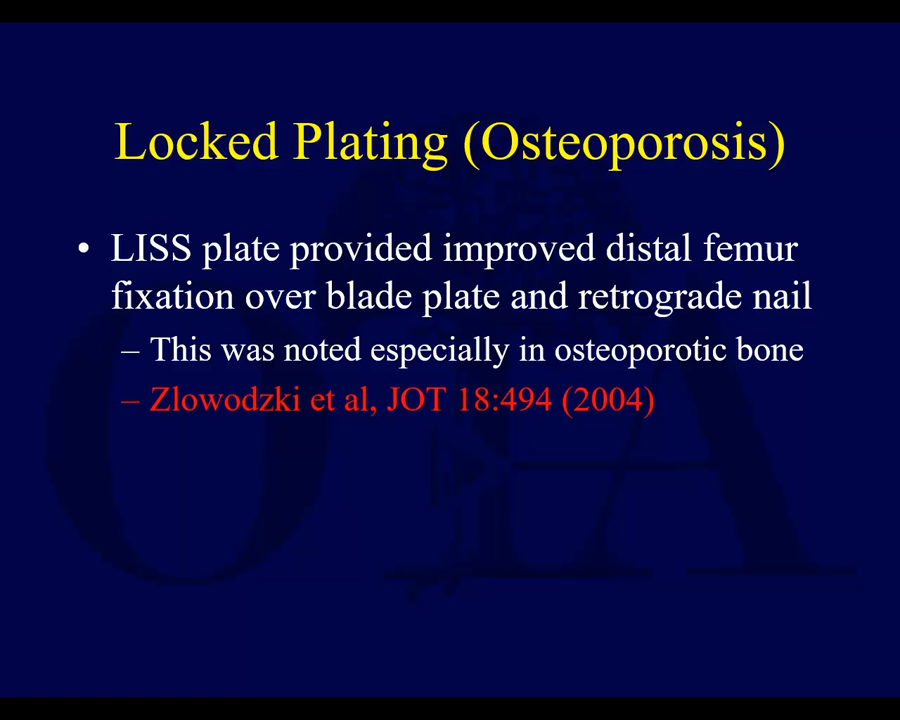 Locked Plating (Osteoporosis)
• LISS plate provided improved distal femur
fixation over blade plate and retrograde nail
– This was noted especially in osteoporotic bone
– Zlowodzki et al, JOT 18:494 (2004)
OTA